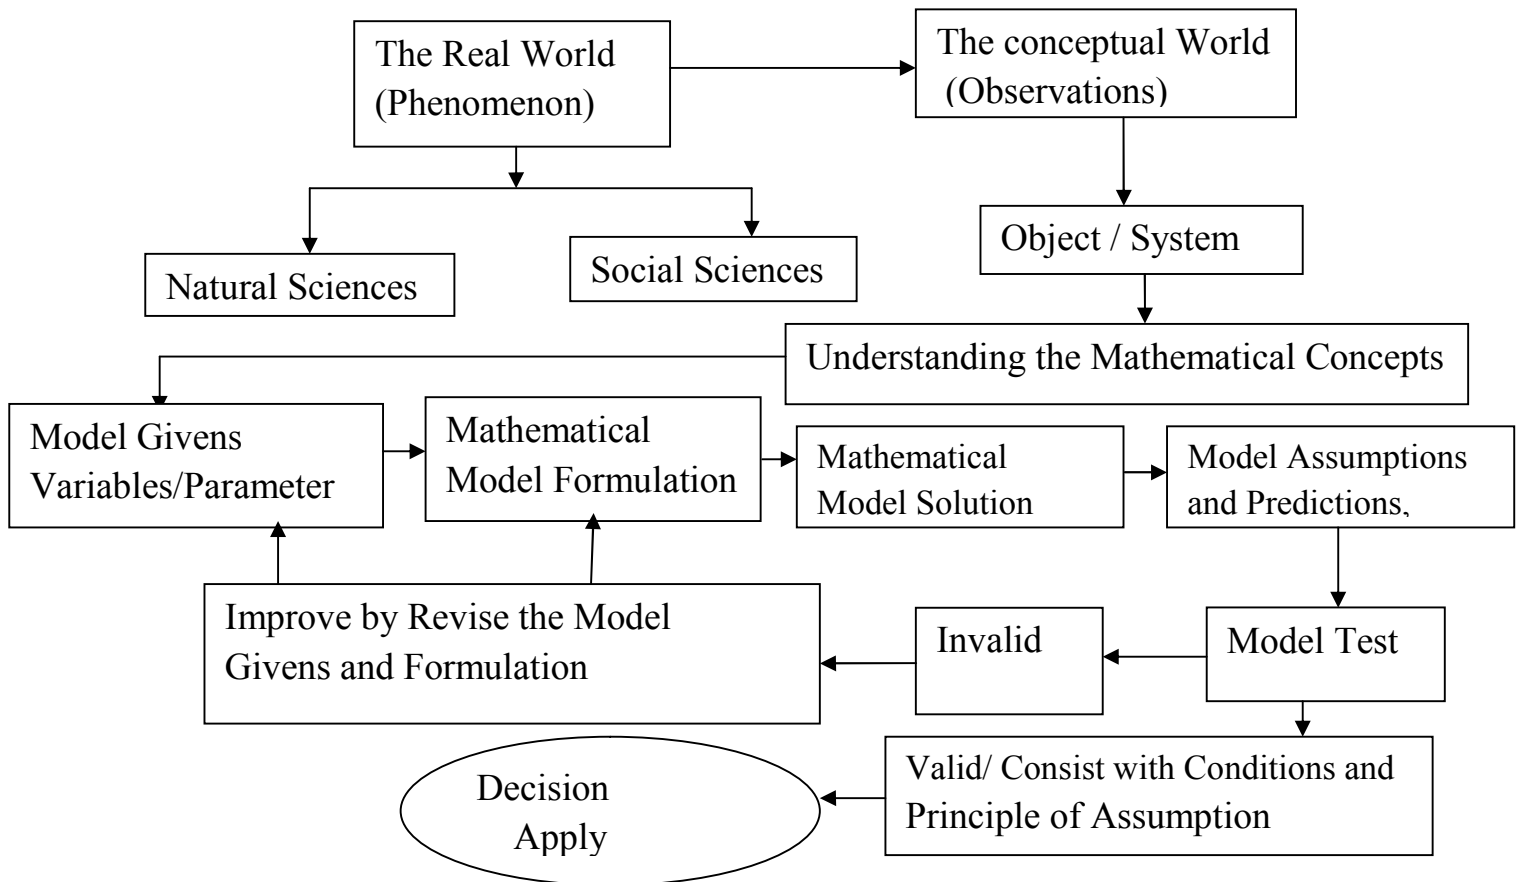 The Real World
(Phenomenon)
The conceptual World
(Observations)
Natural Sciences
Social Sciences
Object / System
Understanding the Mathematical Concepts
Model Givens
Variables/Parameter
Mathematical
Model Formulation
Mathematical
Model Solution
Model Assumptions
and Predictions,
Improve by Revise the Model
Givens and Formulation
Invalid
Model Test
Valid/ Consist with Conditions and
Principle of Assumption
Decision
Apply